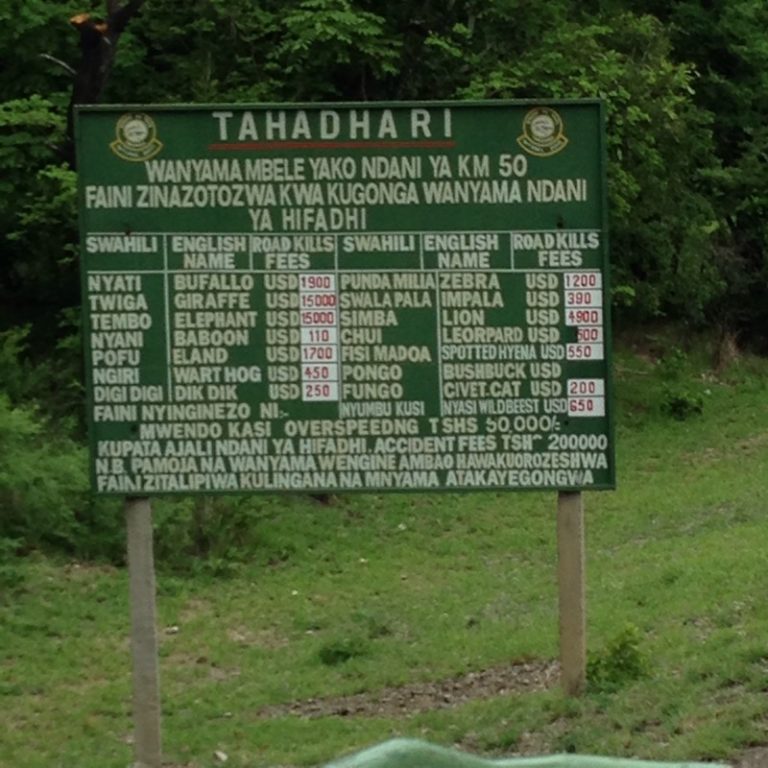 TAHADHARI
WANYAMA MBELE YAKO NDANI YA KM 50
FAINI ZINAZOTOZWA KWA KUGONGA WANYAMA NDANI
YA HIFADHI
SWAHILI ENGLISH NAME ROAD KILLS FEES SWAHILI ENGLISH NAME ROAD KILLS FEES
NYATI BUFALLO USD 1900 PUNDA MILIA ZEBRA USD 1200
TWIGA GIRAFFE USD 15000 SWALA PALA IMPALA USD 390
TEMBO ELEPHANT USD 15000 SIMBA LION USD 4900
NYANI BABOON USD 110 CHUI LEORPARD USD
POFU ELAND USD 1700 FISI MADOA SPOTTED HYENA USD 550
NGIRI WART HOG USD 450 PONGO BUSHBUCK USD
DIGI DIGI DIK DIK USD 250 FUNGO CIVET.CAT USD 200
FAINI NYINGINEZO NI:- NYUMBU KUSI NYASI WILDBEEST USD 650
MWENDO KASI OVERSPEEDNG TSHS 50,000/-
KUPATA AJALI NDANI YA HIFADHI. ACCIDENT FEES TSH 200000
N.B. PAMOJA NA WANYAMA WENGINE AMBAO HAWAKUOROZESHWA
FAINI ZITALIPIWA KULINGANA NA MNYAMA ATAKAYEGONGWA